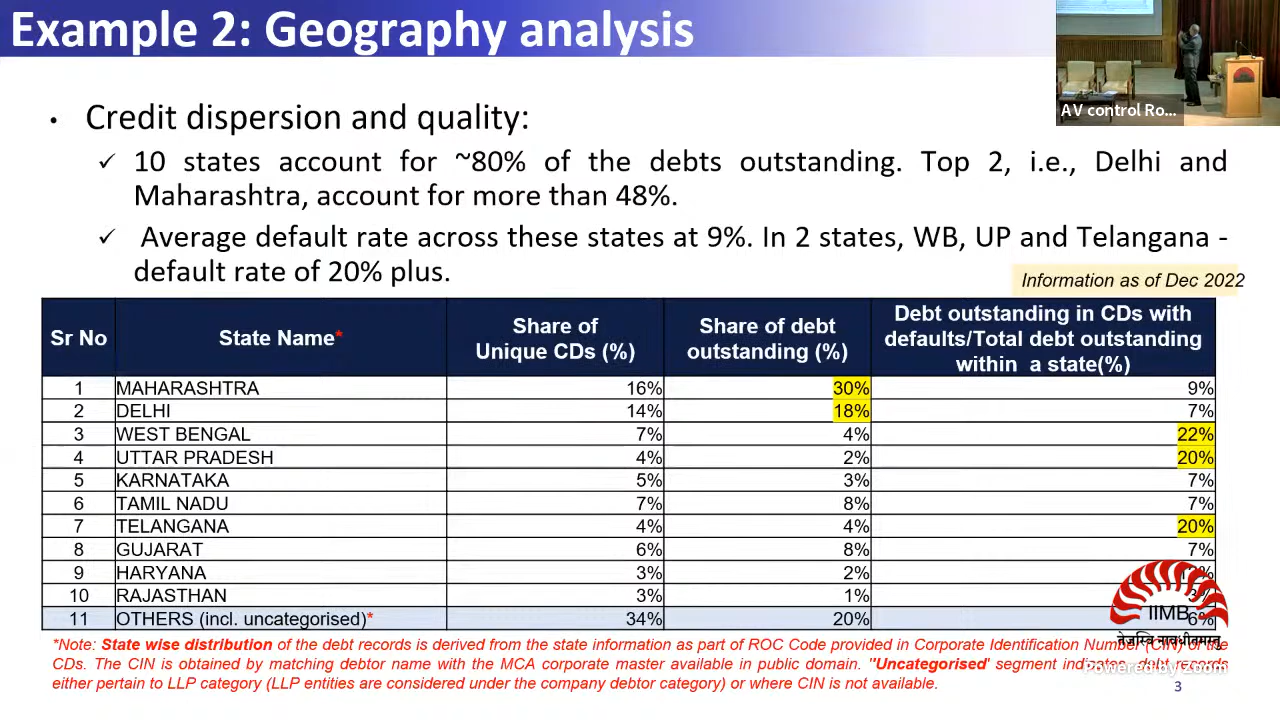 Example 2: Geography analysis
AV control Ro...
• Credit dispersion and quality:
✓ 10 states account for ~80% of the debts outstanding. Top 2, i.e., Delhi and
Maharashtra, account for more than 48%.
✓ Average default rate across these states at 9%. In 2 states, WB, UP and Telangana -
default rate of 20% plus.
Information as of Dec 2022
Sr No State Name* Share of Unique CDs (%) Share of debt outstanding (%) Debt outstanding in CDs with defaults/Total debt outstanding within a state(%)
1 MAHARASHTRA 16% 30% 9%
2 DELHI 14% 18% 7%
3 WEST BENGAL 7% 4% 22%
4 UTTAR PRADESH 4% 2% 20%
5 KARNATAKA 5% 3% 7%
6 TAMIL NADU 7% 8% 7%
7 TELANGANA 4% 4% 20%
8 GUJARAT 6% 8% 7%
9 HARYANA 3% 2%
10 RAJASTHAN 3% 1%
11 OTHERS (incl. uncategorised)* 34% 20% 6%
IIMB
तेजस्वि नावधीतमस्तु
*Note: State wise distribution of the debt records is derived from the state information as part of ROC Code provided in Corporate Identification Number (CIN) of the
CDs. The CIN is obtained by matching debtor name with the MCA corporate master available in public domain. "Uncategorised' segment indicates debt records
either pertain to LLP category (LLP entities are considered under the company debtor category) or where CIN is not available.
Powered by Zoom
3